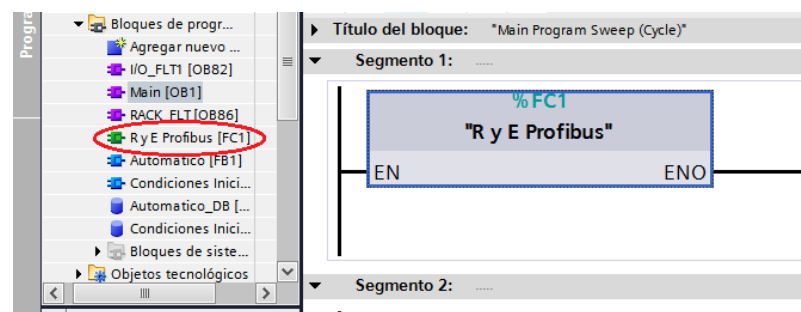 Progra
Bloques de progr...
Agregar nuevo ...
I/O_FLT1 [OB82]
Main [OB1]
RACK_FLT [OB86]
R y E Profibus [FC1]
Automatico [FB1]
Condiciones Inici...
Automatico_DB [...
Condiciones Inici...
Bloques de siste...
Objetos tecnológicos
Título del bloque: "Main Program Sweep (Cycle)"
Segmento 1: .....
%FC1
"R y E Profibus"
EN ENO
Segmento 2: .....